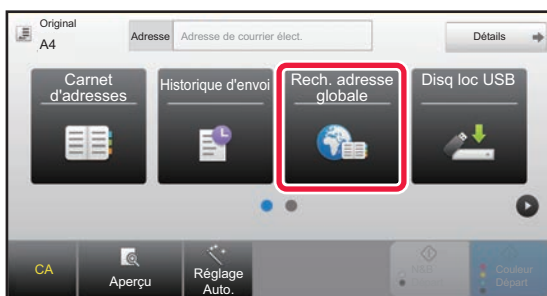 Original
A4
Adresse
Adresse de courrier élect.
Détails
Carnet
d'adresses
Historique d'envoi
Rech. adresse
globale
Disq loc USB
CA
Aperçu
Réglage
Auto.
N&B
Départ
Couleur
Départ